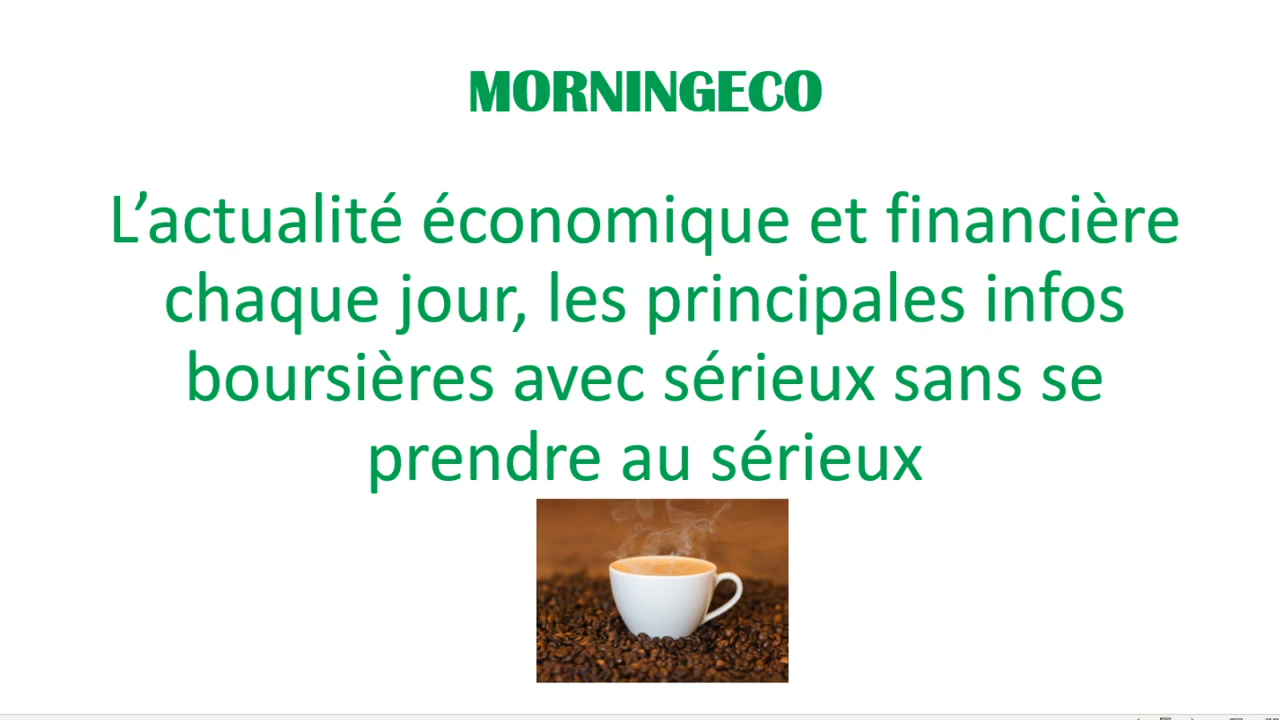 MORNINGECO
L’actualité économique et financière
chaque jour, les principales infos
boursières avec sérieux sans se
prendre au sérieux